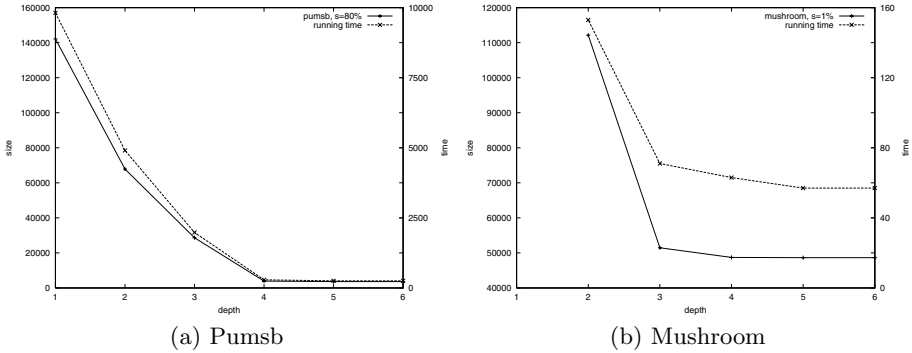 pumsb, s=80%
running time
160000
140000
120000
100000
80000
60000
40000
20000
0
size
10000
7500
5000
2500
0
time
1 2 3 4 5 6
depth
(a) Pumsb
mushroom, s=1%
running time
120000
110000
100000
90000
80000
70000
60000
50000
40000
size
160
120
80
40
0
time
1 2 3 4 5 6
depth
(b) Mushroom